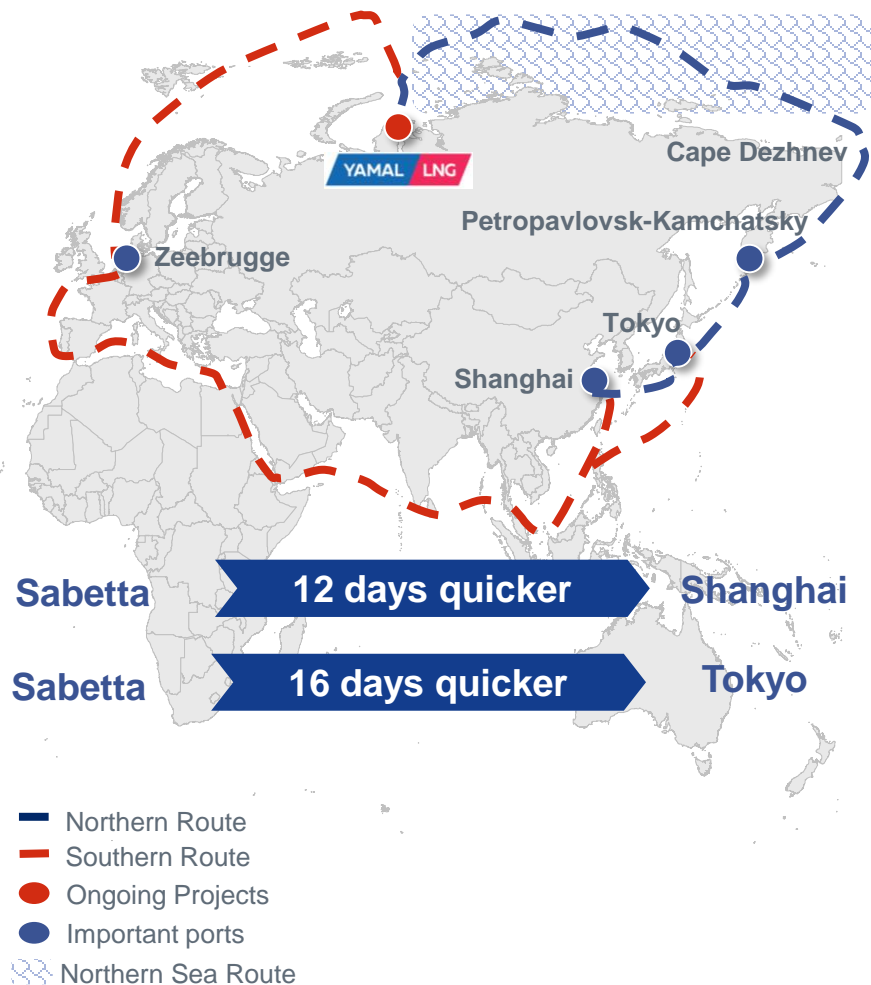 Cape Dezhnev
YAMAL LNG
Petropavlovsk-Kamchatsky
Zeebrugge
Tokyo
Shanghai
Sabetta 12 days quicker Shanghai
Sabetta 16 days quicker Tokyo
Northern Route
Southern Route
Ongoing Projects
Important ports
Northern Sea Route